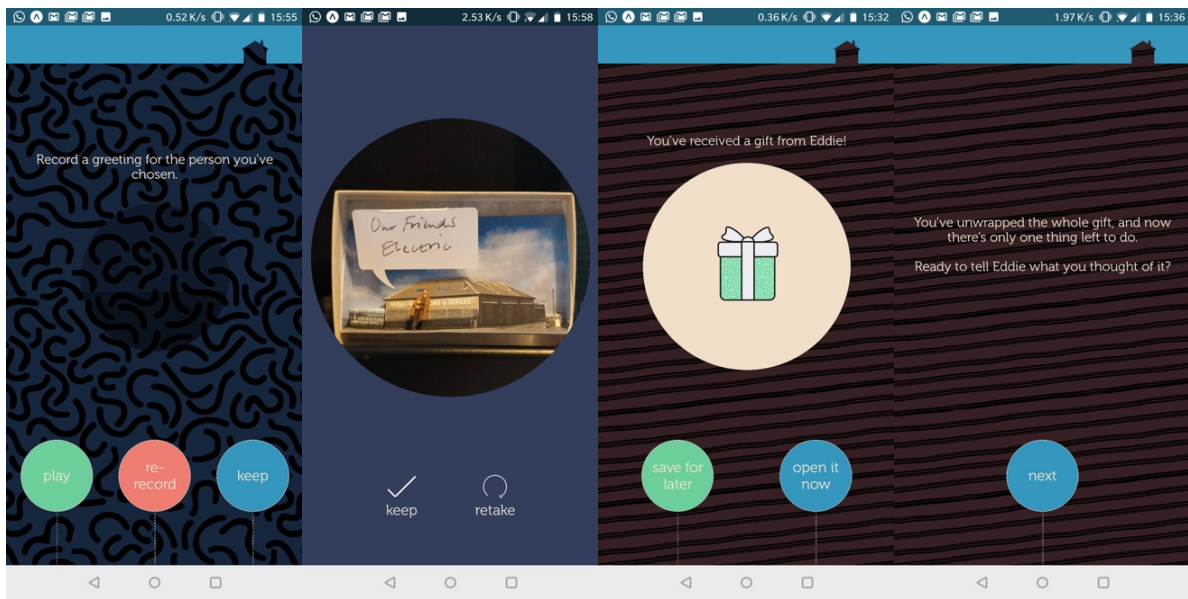 0.52 K/s 15:55
Record a greeting for the person you've
chosen.
play
re-
record
keep
2.53 K/s 15:58
Our Friends
Electric
keep
retake
0.36 K/s 15:32
You've received a gift from Eddie!
save for
later
open it
now
1.97 K/s 15:36
You've unwrapped the whole gift, and now
there's only one thing left to do.
Ready to tell Eddie what you thought of it?
next